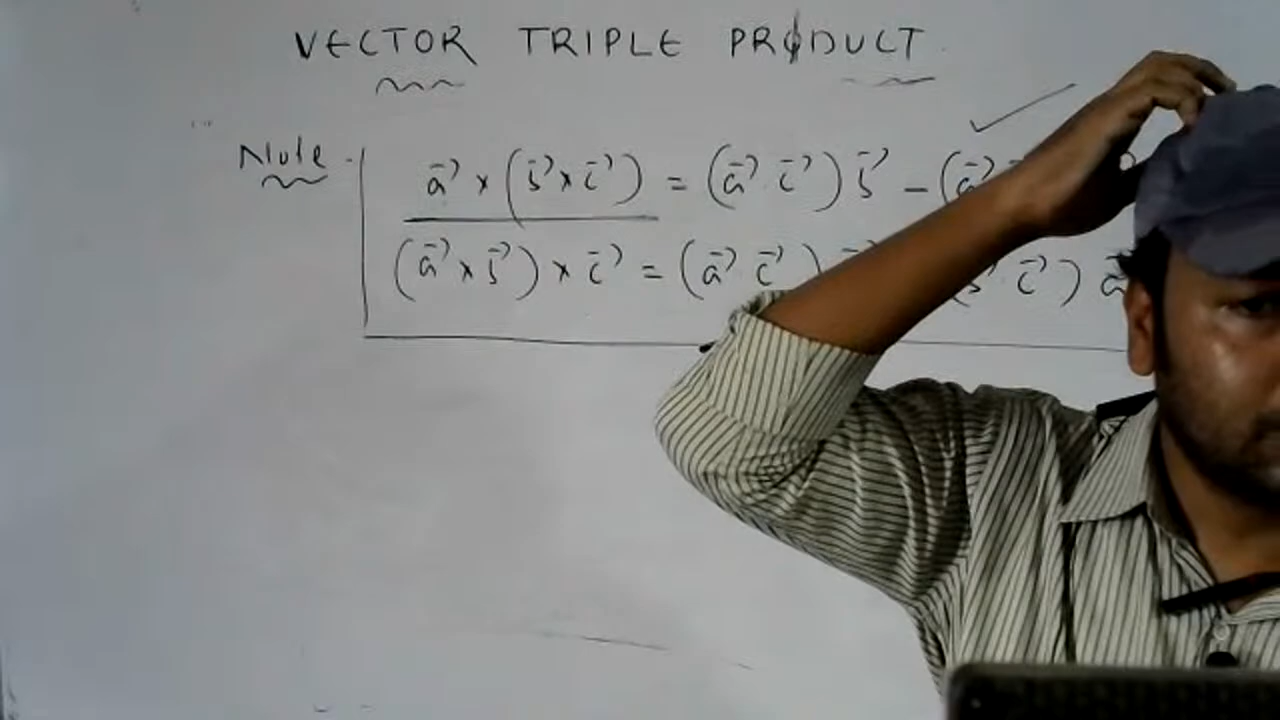 VECTOR TRIPLE PRODUCT
Note -
a⃗ × (b⃗ × c⃗) = (a⃗ c⃗) b⃗ – (a⃗
(a⃗ × b⃗) × c⃗ = (a⃗ c⃗) c⃗) a⃗